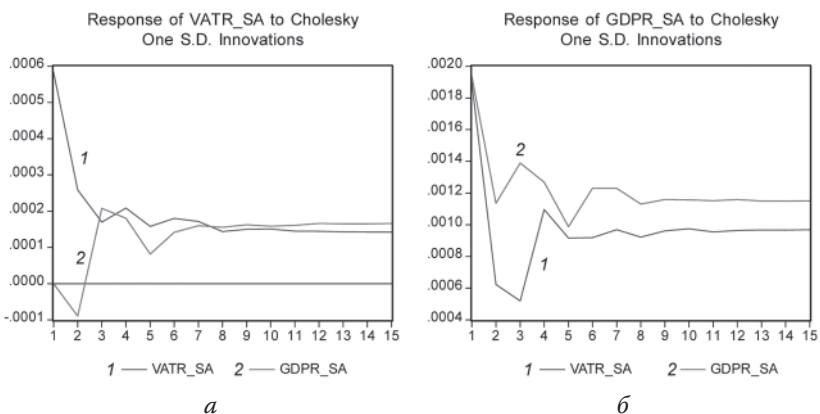 Response of VATR_SA to Cholesky
One S.D. Innovations
.0006
.0005
.0004
.0003
.0002
.0001
.0000
-.0001
1
2
1 2 3 4 5 6 7 8 9 10 11 12 13 14 15
1 — VATR_SA 2 — GDPR_SA
а
Response of GDPR_SA to Cholesky
One S.D. Innovations
.0020
.0018
.0016
.0014
.0012
.0010
.0008
.0006
.0004
2
1
1 2 3 4 5 6 7 8 9 10 11 12 13 14 15
1 — VATR_SA 2 — GDPR_SA
б